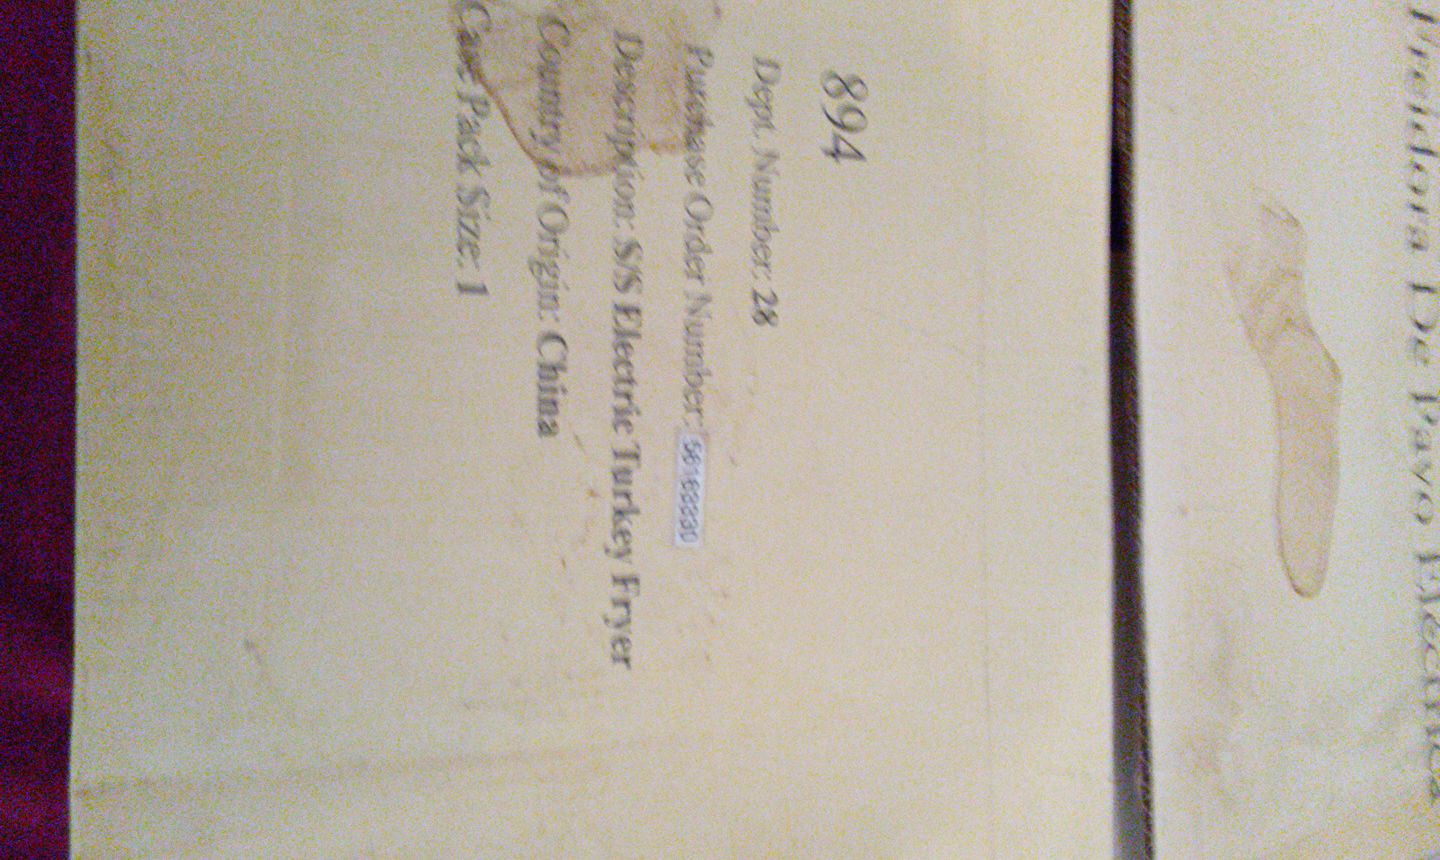 Freidora De Pavo Eléctrica
894
Dept. Number: 28
Purchase Order Number:
Description: S/S Electric Turkey Fryer
Country of Origin: China
Case Pack Size: 1